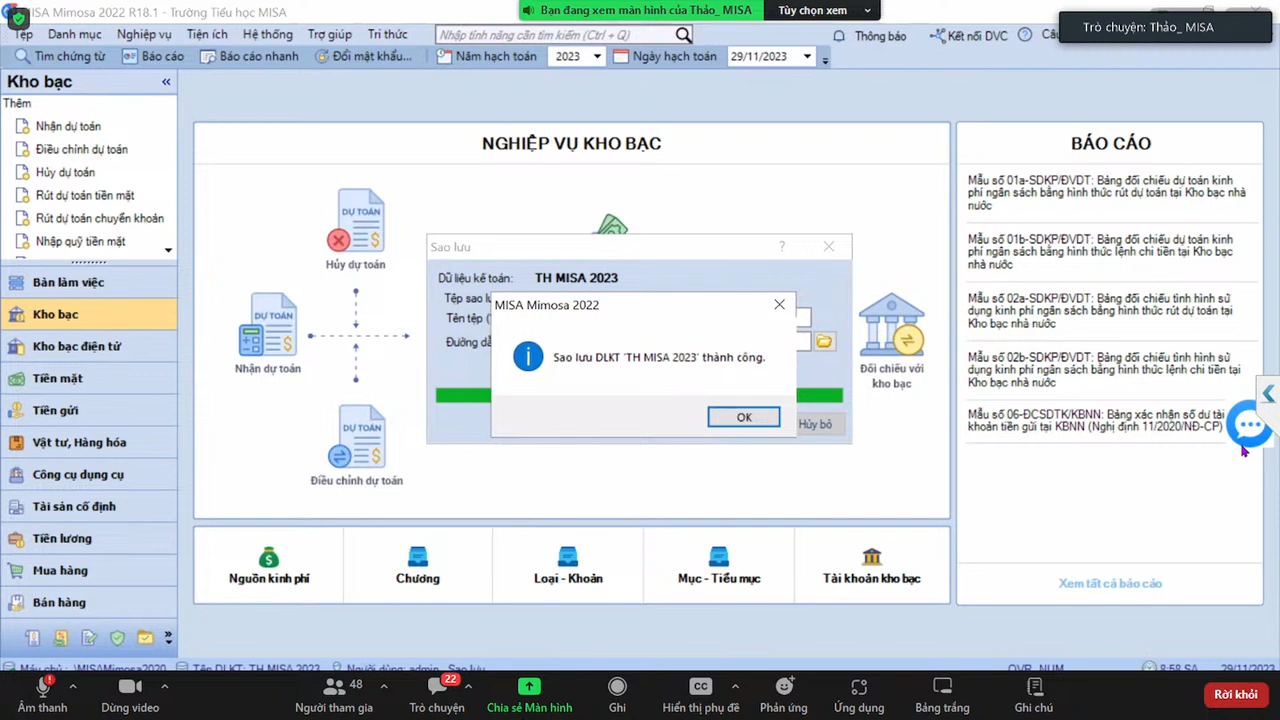 MISA Mimosa 2022 R18.1 - Trường Tiểu học MISA
Bạn đang xem màn hình của Thảo_ MISA
Tùy chọn xem
Trò chuyện: Thảo_ MISA
Tệp Danh mục Nghiệp vụ Tiện ích Hệ thống Trợ giúp Tri thức
Nhập tính năng cần tìm kiếm (Ctrl + Q)
Thông báo Kết nối DVC
Tìm chứng từ Báo cáo Báo cáo nhanh Đổi mật khẩu... Năm hạch toán 2023 Ngày hạch toán 29/11/2023
Kho bạc «
Thêm
Nhận dự toán
Điều chỉnh dự toán
Hủy dự toán
Rút dự toán tiền mặt
Rút dự toán chuyển khoản
Nhập quỹ tiền mặt
Bàn làm việc
Kho bạc
Kho bạc điện tử
Tiền mặt
Tiền gửi
Vật tư, Hàng hóa
Công cụ dụng cụ
Tài sản cố định
Tiền lương
Mua hàng
Bán hàng
NGHIỆP VỤ KHO BẠC
DỰ TOÁN
Hủy dự toán
DỰ TOÁN
Nhận dự toán
DỰ TOÁN
Điều chỉnh dự toán
Đối chiếu với
kho bạc
Sao lưu ?
Dữ liệu kế toán: TH MISA 2023
Tệp sao
Tên tệp
Đường
Hủy bỏ
MISA Mimosa 2022
Sao lưu DLKT 'TH MISA 2023' thành công.
OK
Nguồn kinh phí
Chương
Loại - Khoản
Mục - Tiểu mục
Tài khoản kho bạc
BÁO CÁO
Mẫu số 01a-SDKP/ĐVDT: Bảng đối chiếu dự toán kinh
phí ngân sách bằng hình thức rút dự toán tại Kho bạc nhà
nước
Mẫu số 01b-SDKP/ĐVDT: Bảng đối chiếu dự toán kinh
phí ngân sách bằng hình thức lệnh chi tiền tại Kho bạc
nhà nước
Mẫu số 02a-SDKP/ĐVDT: Bảng đối chiếu tình hình sử
dụng kinh phí ngân sách bằng hình thức rút dự toán tại
Kho bạc nhà nước
Mẫu số 02b-SDKP/ĐVDT: Bảng đối chiếu tình hình sử
dụng kinh phí ngân sách bằng hình thức lệnh chi tiền tại
Kho bạc nhà nước
Mẫu số 06-ĐCSDTK/KBNN: Bảng xác nhận số dư tài
khoản tiền gửi tại KBNN (Nghị định 11/2020/NĐ-CP)
Xem tất cả báo cáo
Máy chủ : .\MISAMimosa2020 Tên DLKT: TH MISA 2023 Người dùng: admin Sao lưu OVR NUM 8:58 SA 29/11/2023
48 22 CC
Âm thanh Dừng video Người tham gia Trò chuyện Chia sẻ Màn hình Ghi Hiển thị phụ đề Phản ứng Ứng dụng Bảng trắng Ghi chú Rời khỏi